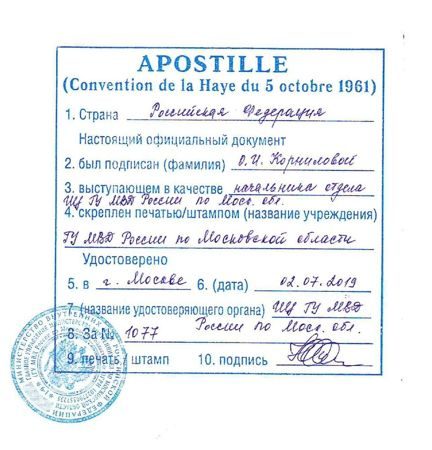 APOSTILLE
(Convention de la Haye du 5 octobre 1961)
1. Страна Российская Федерация
Настоящий официальный документ
2. был подписан (фамилия) О.И. Корниловой
3. выступающем в качестве начальника отдела
ИЦ ГУ МВД России по Моск. обл.
4. скреплен печатью/штампом (название учреждения)
ГУ МВД России по Московской области
Удостоверено
5. в г. Москве 6. (дата) 02.07.2019
7. (название удостоверяющего органа) ИЦ ГУ МВД
России по Моск. обл.
8. За № 1077
9. печать / штамп 10. подпись